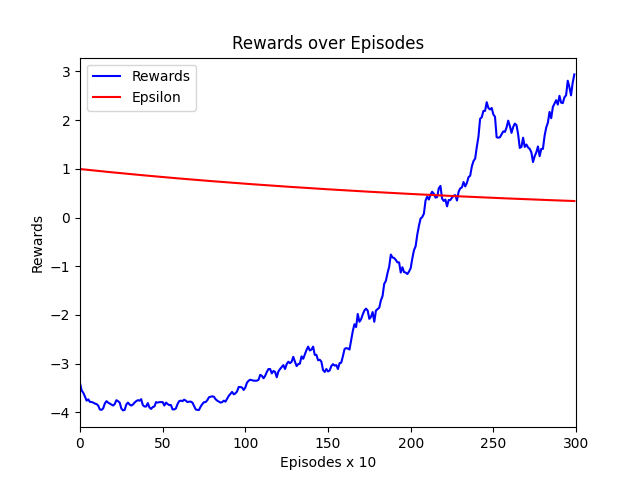 Rewards over Episodes
Rewards
Epsilon
3
2
1
0
−1
−2
−3
−4
Rewards
0 50 100 150 200 250 300
Episodes x 10